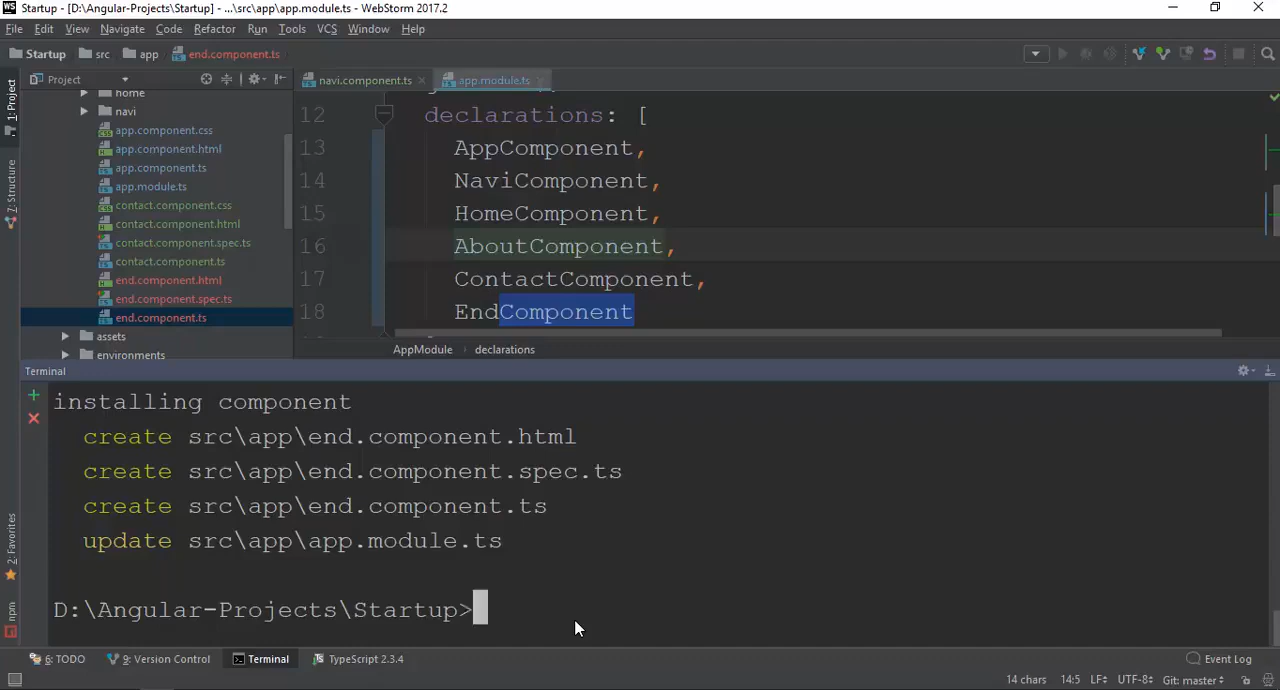 Startup - [D:\Angular-Projects\Startup] - ...\src\app\app.module.ts - WebStorm 2017.2
File Edit View Navigate Code Refactor Run Tools VCS Window Help
Startup src app end.component.ts
Project
navi.component.ts app.module.ts
1: Project
home
navi
app.component.css
app.component.html
app.component.ts
app.module.ts
contact.component.css
contact.component.html
contact.component.spec.ts
contact.component.ts
end.component.html
end.component.spec.ts
end.component.ts
assets
environments
7: Structure
2: Favorites
npm
12 declarations: [
13 AppComponent,
14 NaviComponent,
15 HomeComponent,
16 AboutComponent,
17 ContactComponent,
18 EndComponent
AppModule declarations
Terminal
installing component
create src\app\end.component.html
create src\app\end.component.spec.ts
create src\app\end.component.ts
update src\app\app.module.ts
D:\Angular-Projects\Startup>
6: TODO 9: Version Control Terminal TypeScript 2.3.4 Event Log
14 chars 14:5 LF÷ UTF-8÷ Git: master÷